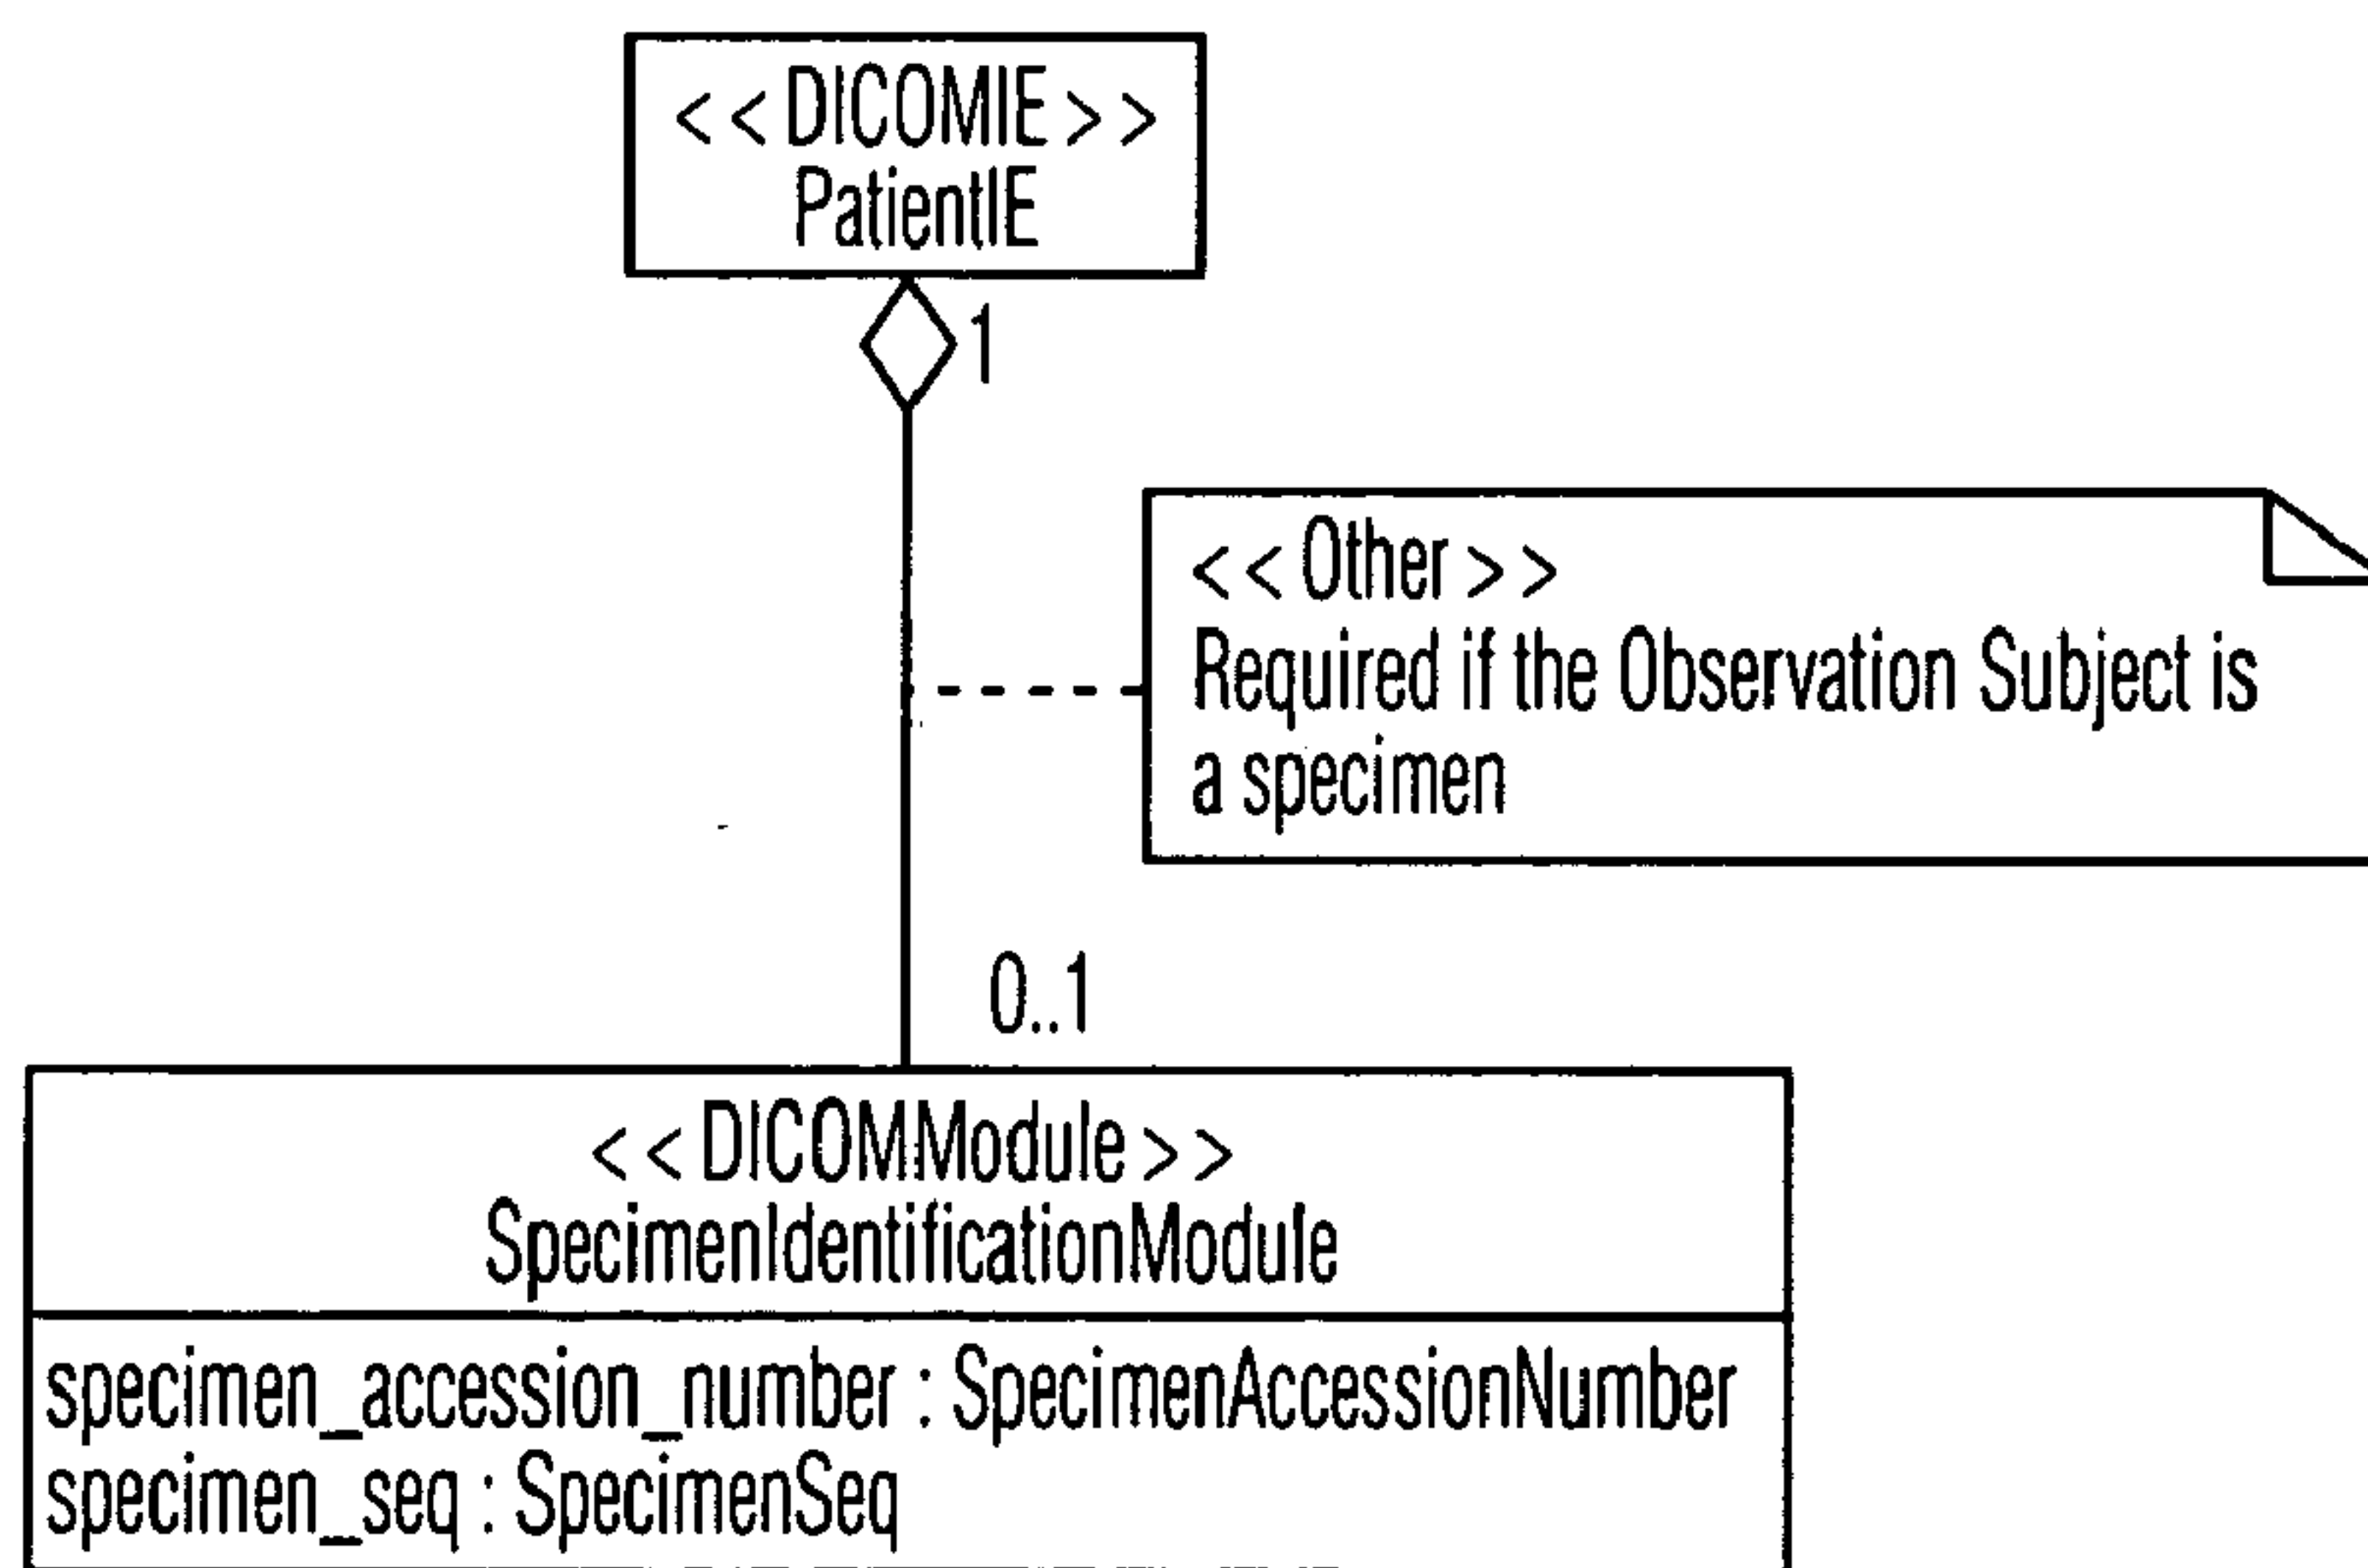 <<DICOMIE>>
PatientIE
1
<<Other>>
Required if the Observation Subject is
a specimen
0..1
<<DICOMModule>>
SpecimenIdentificationModule
specimen_accession_number : SpecimenAccessionNumber
specimen_seq : SpecimenSeq